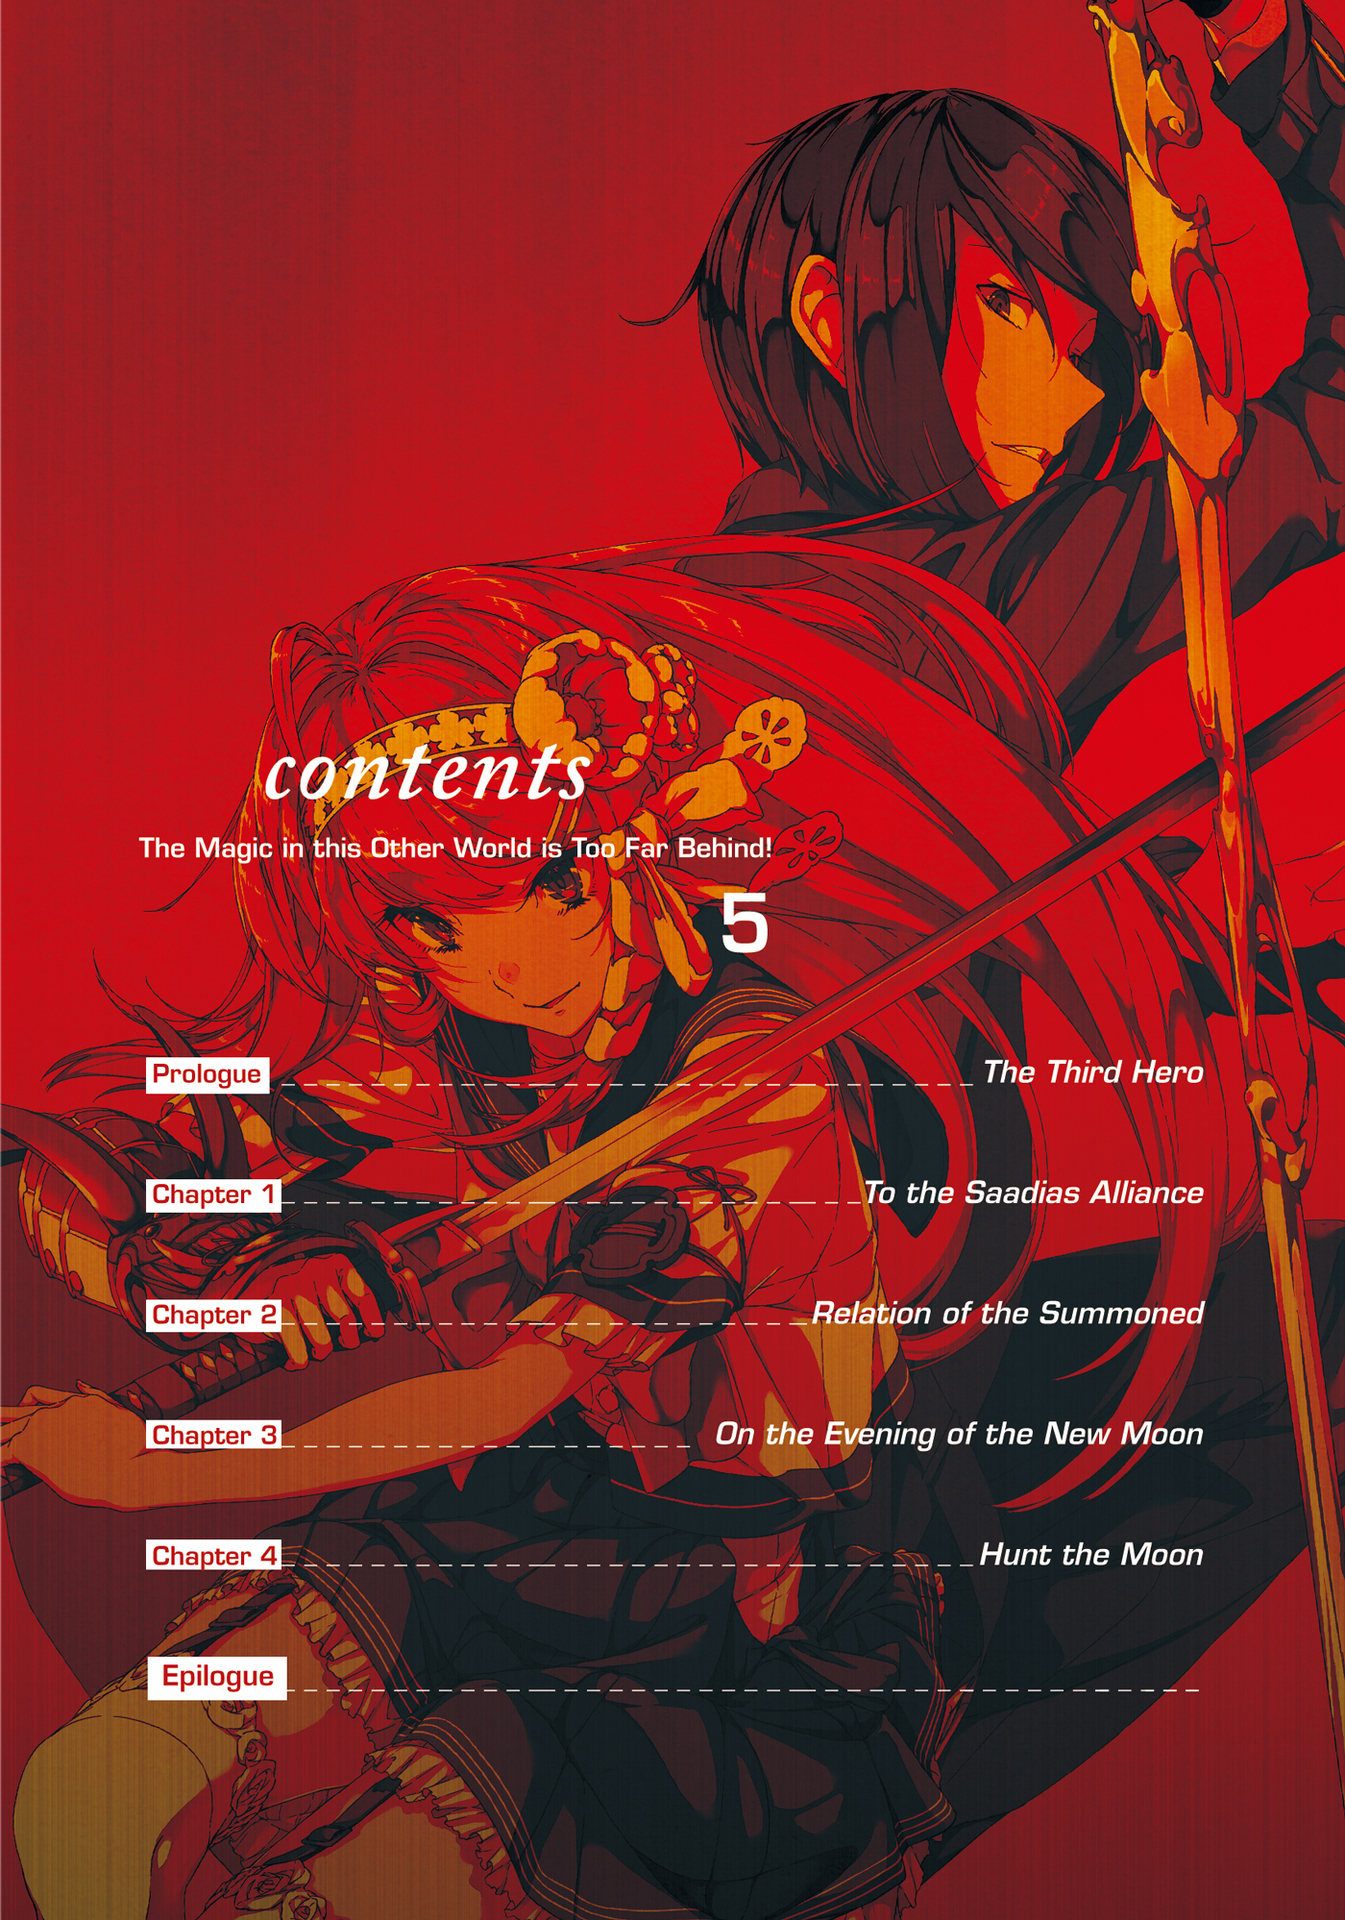 contents
The Magic in this Other World is Too Far Behind!
5
Prologue The Third Hero
Chapter 1 To the Saadias Alliance
Chapter 2 Relation of the Summoned
Chapter 3 On the Evening of the New Moon
Chapter 4 Hunt the Moon
Epilogue